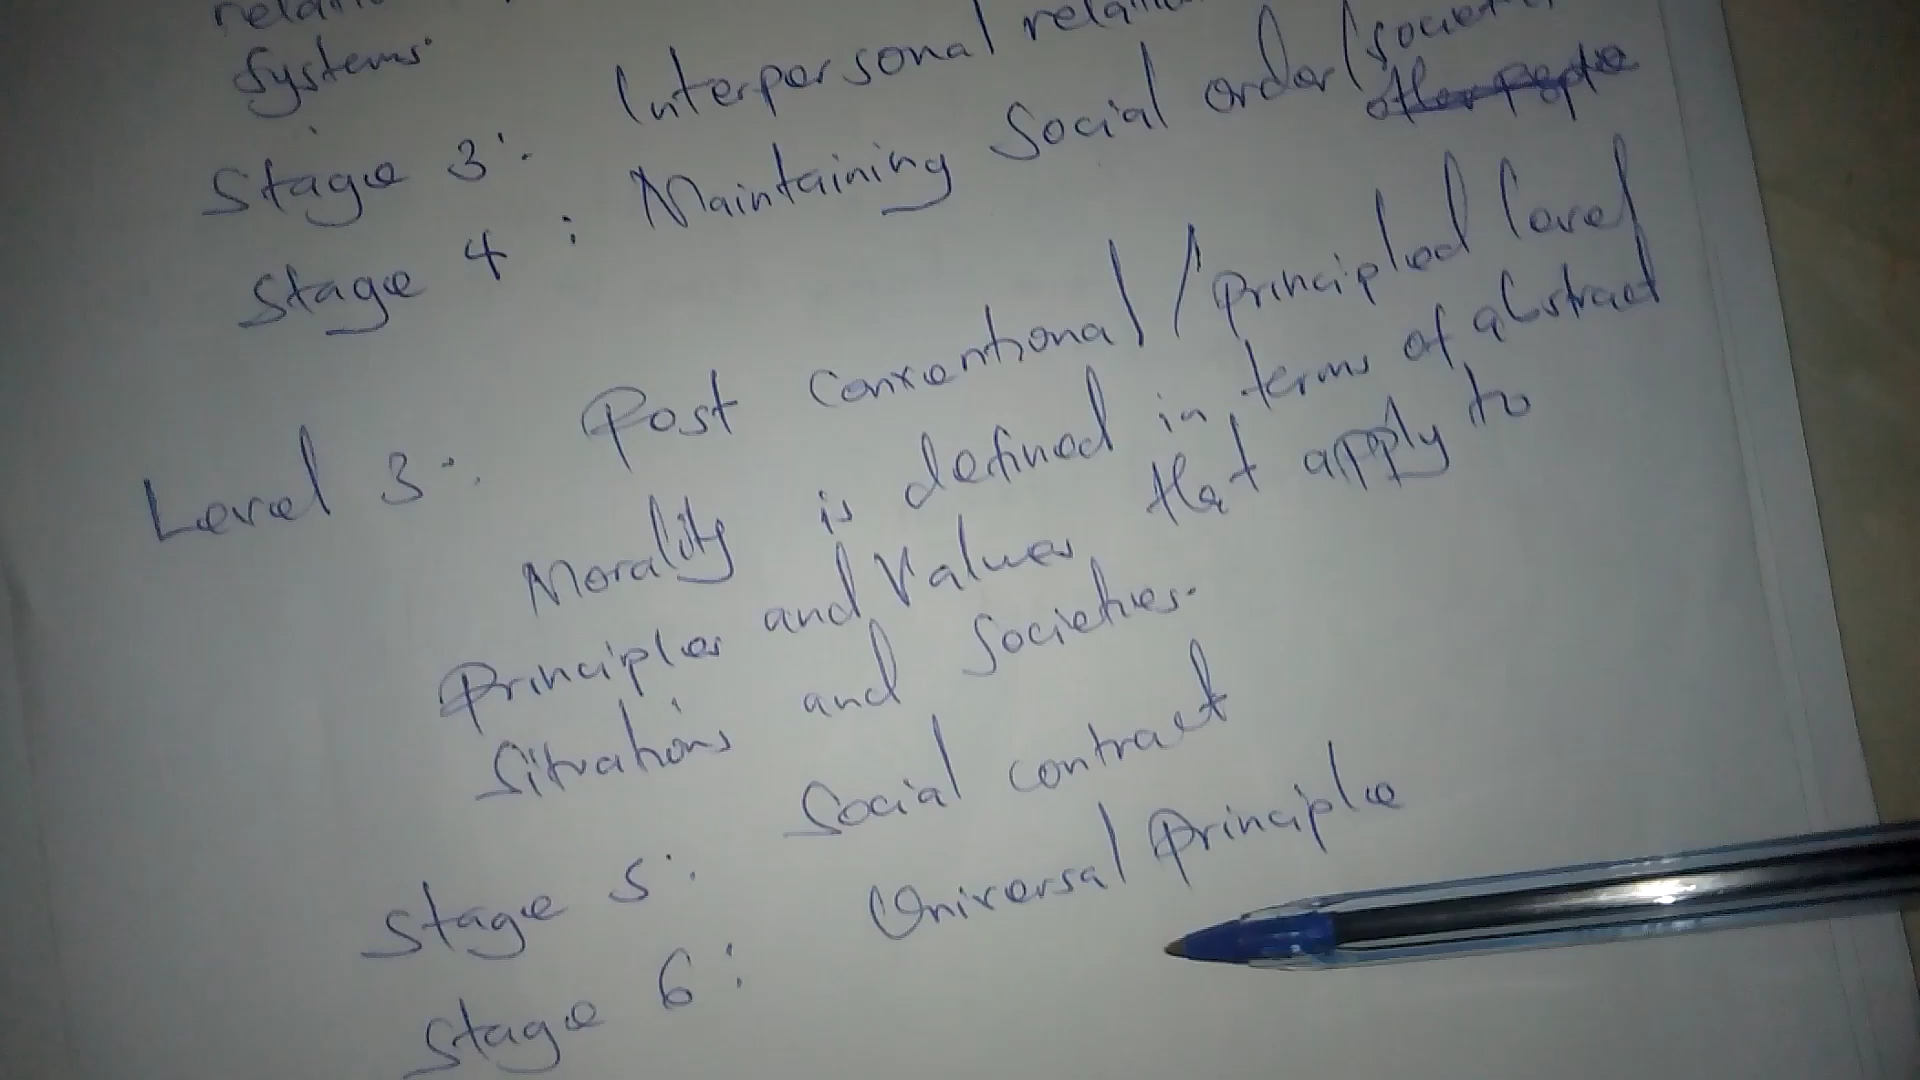 Systems.
Stage 3: Interpersonal
Stage 4: Maintaining Social order/
Level 3: Post Conventional/Principled level
Morality is defined in terms of abstract
Principles and Values that apply to
Situations and Societies.
Stage 5: Social contract
Stage 6: Universal Principle